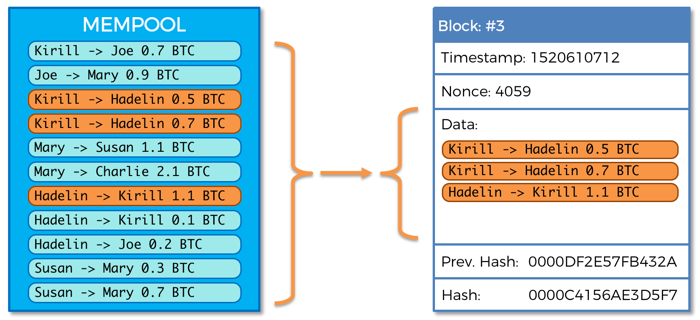 MEMPOOL
Kirill -> Joe 0.7 BTC
Joe -> Mary 0.9 BTC
Kirill -> Hadelin 0.5 BTC
Kirill -> Hadelin 0.7 BTC
Mary -> Susan 1.1 BTC
Mary -> Charlie 2.1 BTC
Hadelin -> Kirill 1.1 BTC
Hadelin -> Kirill 0.1 BTC
Hadelin -> Joe 0.2 BTC
Susan -> Mary 0.3 BTC
Susan -> Mary 0.7 BTC
Block: #3
Timestamp: 1520610712
Nonce: 4059
Data:
Kirill -> Hadelin 0.5 BTC
Kirill -> Hadelin 0.7 BTC
Hadelin -> Kirill 1.1 BTC
Prev. Hash: 0000DF2E57FB432A
Hash: 0000C4156AE3D5F7